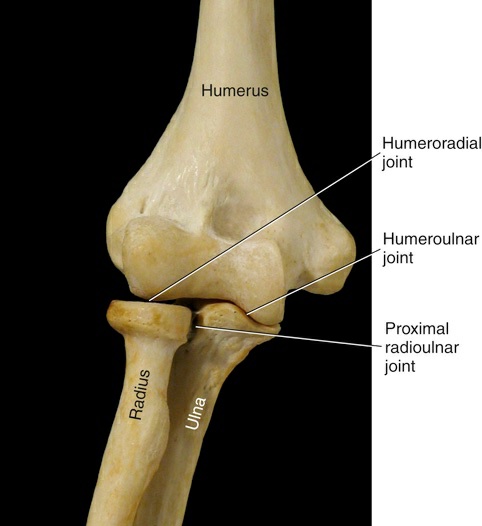 Humerus
Humeroradial
joint
Humeroulnar
joint
Proximal
radioulnar
joint
Radius
Ulna